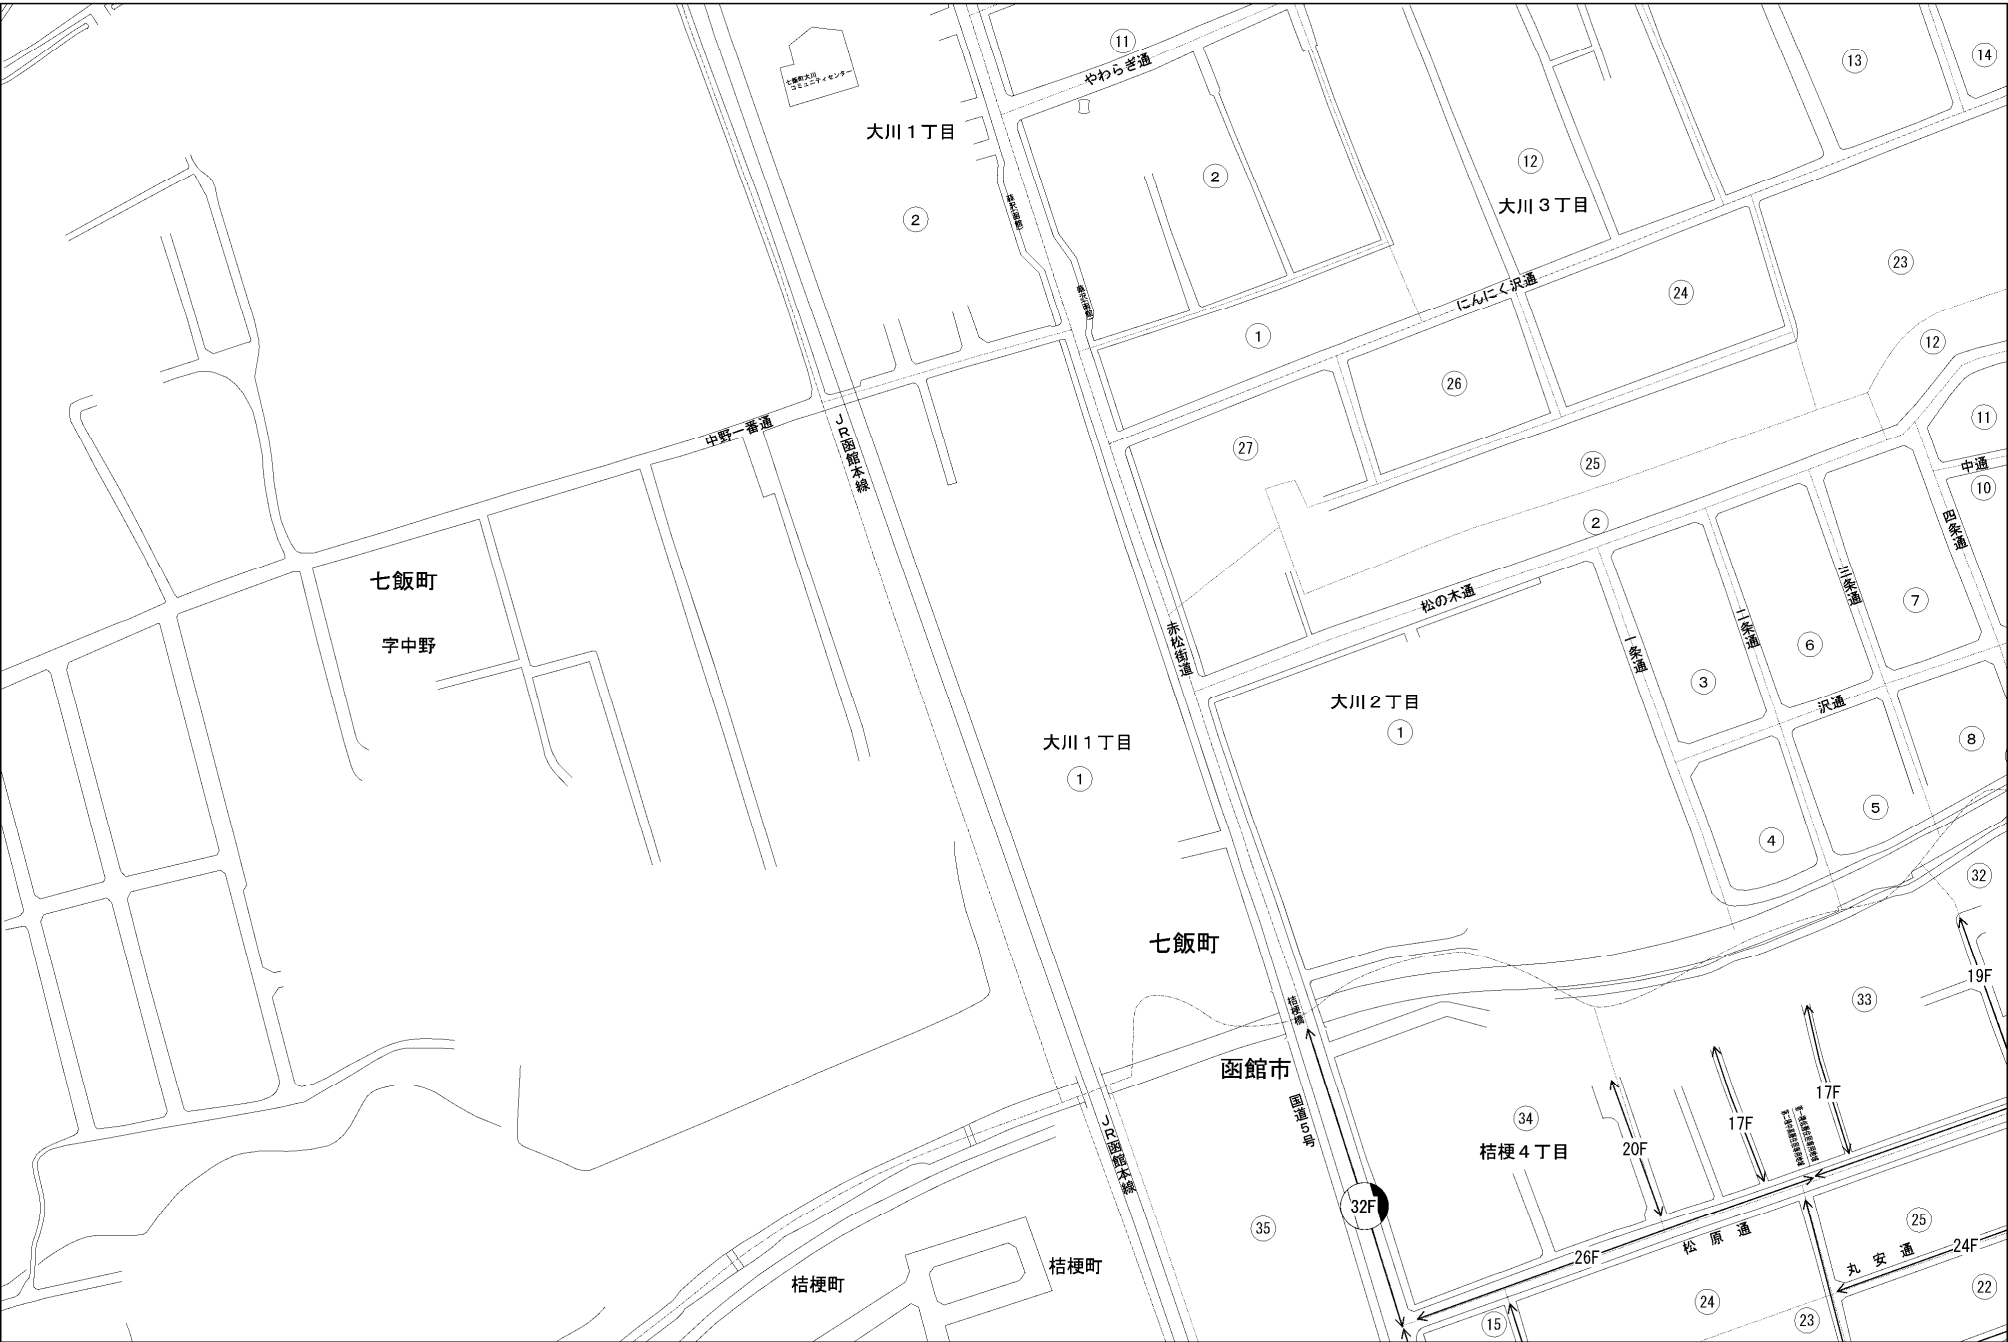 ⑪
やわらぎ通
⑬
⑭
七飯町大川
コミュニティセンター
大川1丁目
②
②
⑫
大川3丁目
㉓
㉔
にんにく沢通
①
⑫
㉖
⑪
中野一番通
JR函館本線
㉗
㉕
中通
⑩
②
四条通
七飯町
字中野
松の木通
三条通
⑦
赤松街道
一条通
二条通
⑥
③
大川2丁目
①
沢通
大川1丁目
①
⑧
⑤
④
㉜
七飯町
19F
桔梗橋
㉝
函館市
国道5号
17F
17F
㉞
桔梗4丁目
20F
JR函館本線
32F
㉟
26F
松原通
㉕
丸安通
24F
桔梗町
桔梗町
㉒
㉔
㉓
⑮